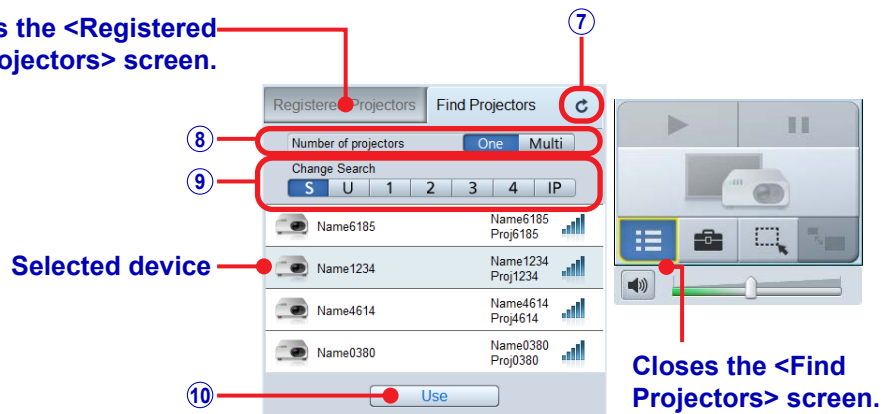 s the <Registered
ojectors> screen.
7
Registered Projectors Find Projectors
8
Number of projectors One Multi
9
Change Search
S U 1 2 3 4 IP
Name6185 Name6185
Proj6185
Selected device
Name1234 Name1234
Proj1234
Name4614 Name4614
Proj4614
Name0380 Name0380
Proj0380
10
Use
Closes the <Find
Projectors> screen.